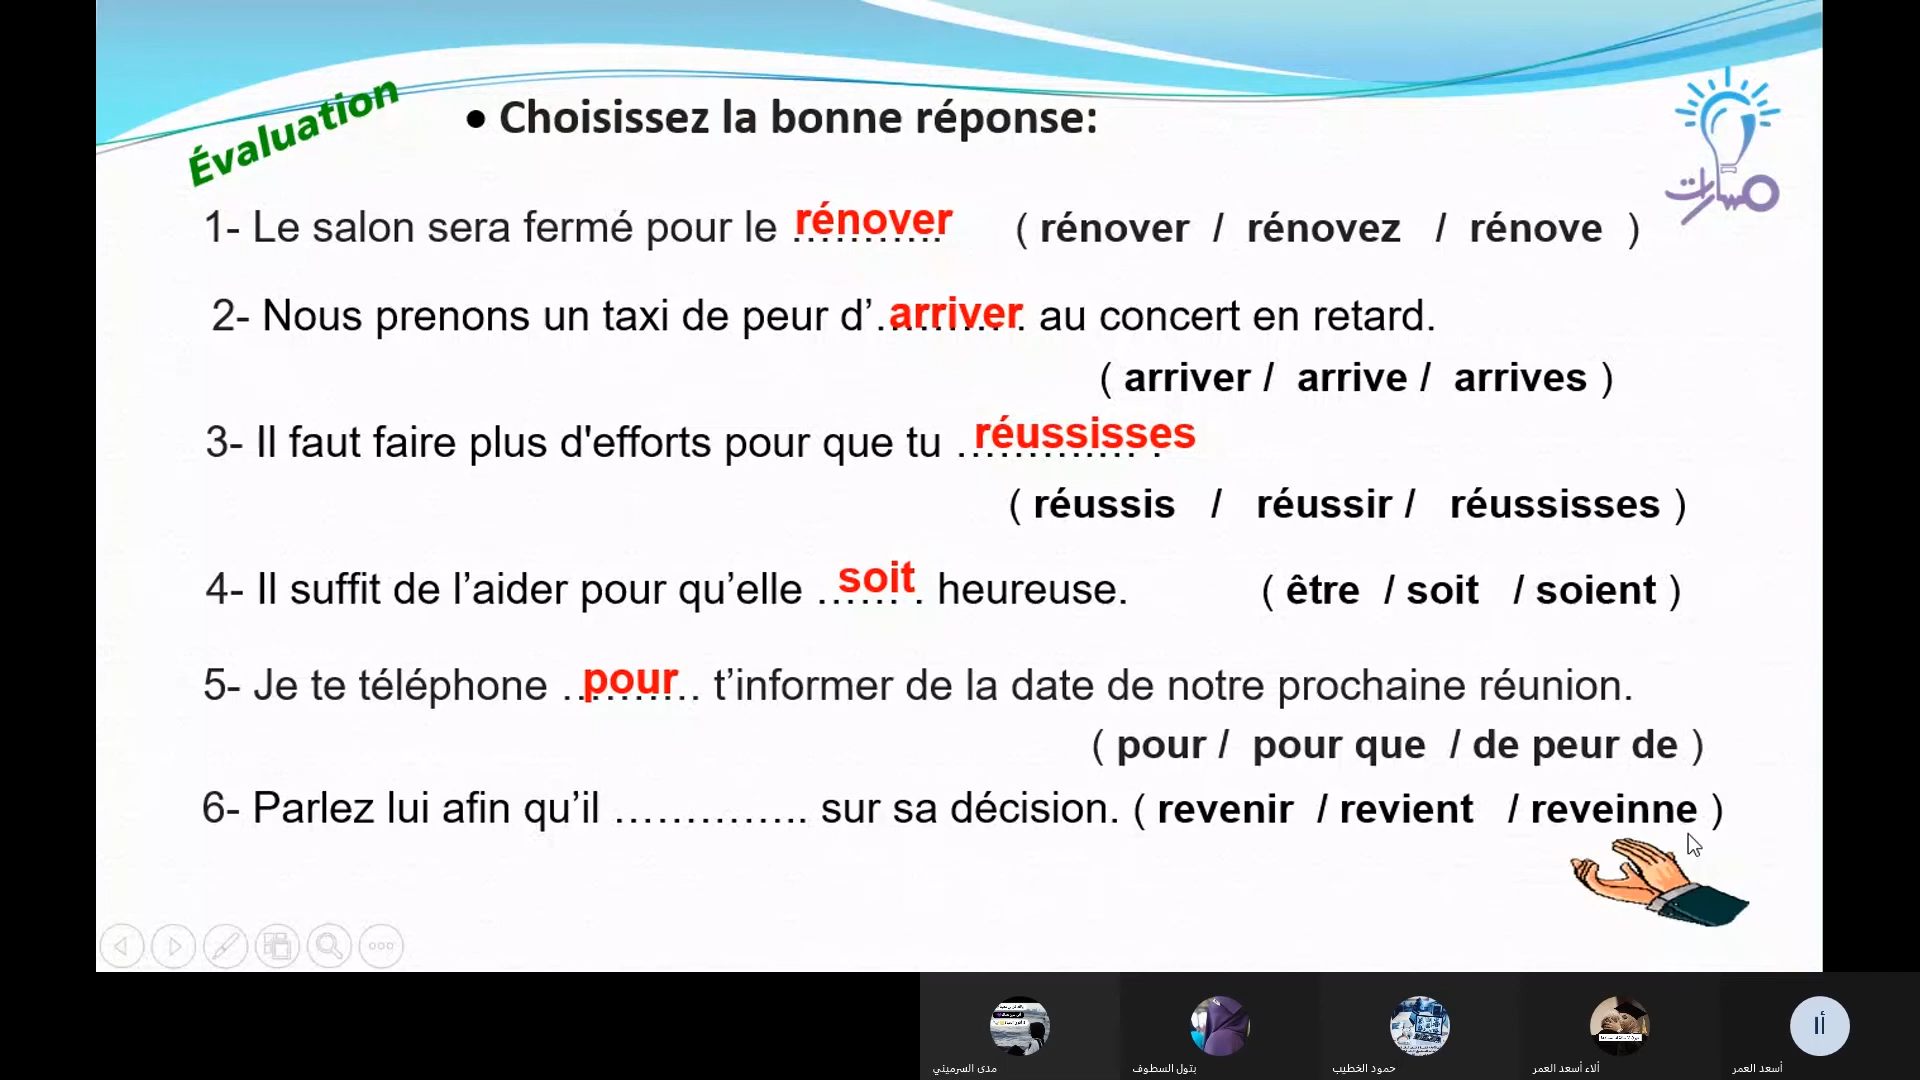 Évaluation
• Choisissez la bonne réponse:
مسارات
1- Le salon sera fermé pour le ........... rénover ( rénover / rénovez / rénove )
2- Nous prenons un taxi de peur d’.......... arriver au concert en retard.
( arriver / arrive / arrives )
3- Il faut faire plus d'efforts pour que tu ............. réussisses .
( réussis / réussir / réussisses )
4- Il suffit de l’aider pour qu’elle ....... soit heureuse. ( être / soit / soient )
5- Je te téléphone .......... pour t’informer de la date de notre prochaine réunion.
( pour / pour que / de peur de )
6- Parlez lui afin qu’il ………….. sur sa décision. ( revenir / revient / reveinne )
أا
مدى السرميني
بتول السطوف
حمود الخطيب
ألاء أسعد العمر
أسعد العمر